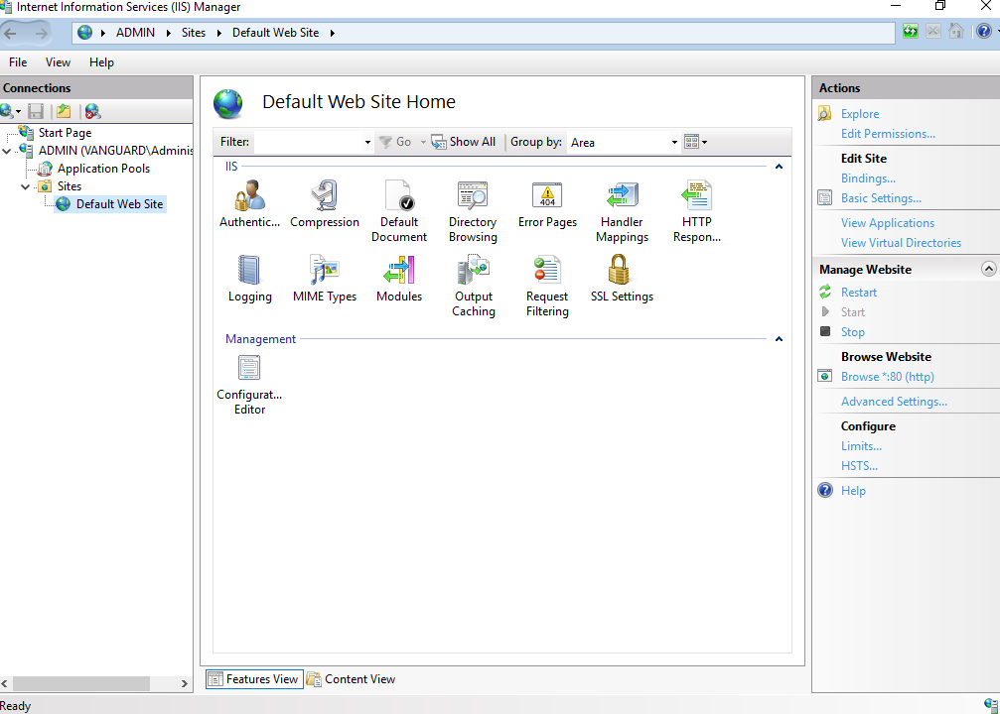 Internet Information Services (IIS) Manager
ADMIN
Sites
Default Web Site
File View Help
Connections
Start Page
ADMIN (VANGUARD\Adminis
Application Pools
Sites
Default Web Site
Default Web Site Home
Filter:
Go
Show All
Group by:
Area
IIS
Authentic...
Compression
Default
Document
Directory
Browsing
Error Pages
404
Handler
Mappings
HTTP
Respon...
Logging
MIME Types
Modules
Output
Caching
Request
Filtering
SSL Settings
Management
Configurat...
Editor
Features View
Content View
Actions
Explore
Edit Permissions...
Edit Site
Bindings...
Basic Settings...
View Applications
View Virtual Directories
Manage Website
Restart
Start
Stop
Browse Website
Browse *:80 (http)
Advanced Settings...
Configure
Limits...
HSTS...
Help
Ready